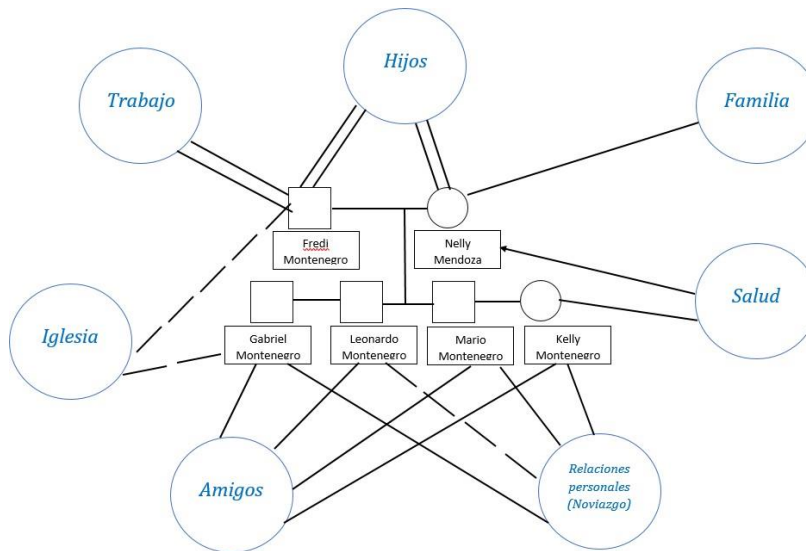 Hijos
Trabajo
Familia
Fredi
Montenegro
Nelly
Mendoza
Salud
Iglesia
Gabriel
Montenegro
Leonardo
Montenegro
Mario
Montenegro
Kelly
Montenegro
Amigos
Relaciones
personales
(Noviazgo)